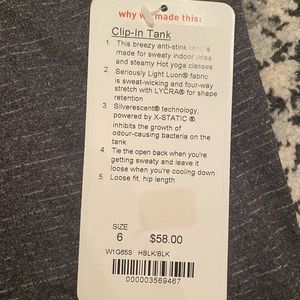 why we made this:
Clip-In Tank
1. This breezy anti-stink tank's
made for sweaty indoor rides
and steamy Hot yoga classes
2. Seriously Light Luon® fabric
is sweat-wicking and four-way
stretch with LYCRA® for shape
retention
3. Silverescent® technology,
powered by X-STATIC ®
inhibits the growth of
odour-causing bacteria on the
tank
4. Tie the open back when you're
getting sweaty and leave it
loose when you're cooling down
5. Loose fit, hip length
SIZE
6 $58.00
W1G65S HBLK/BLK
000003569467